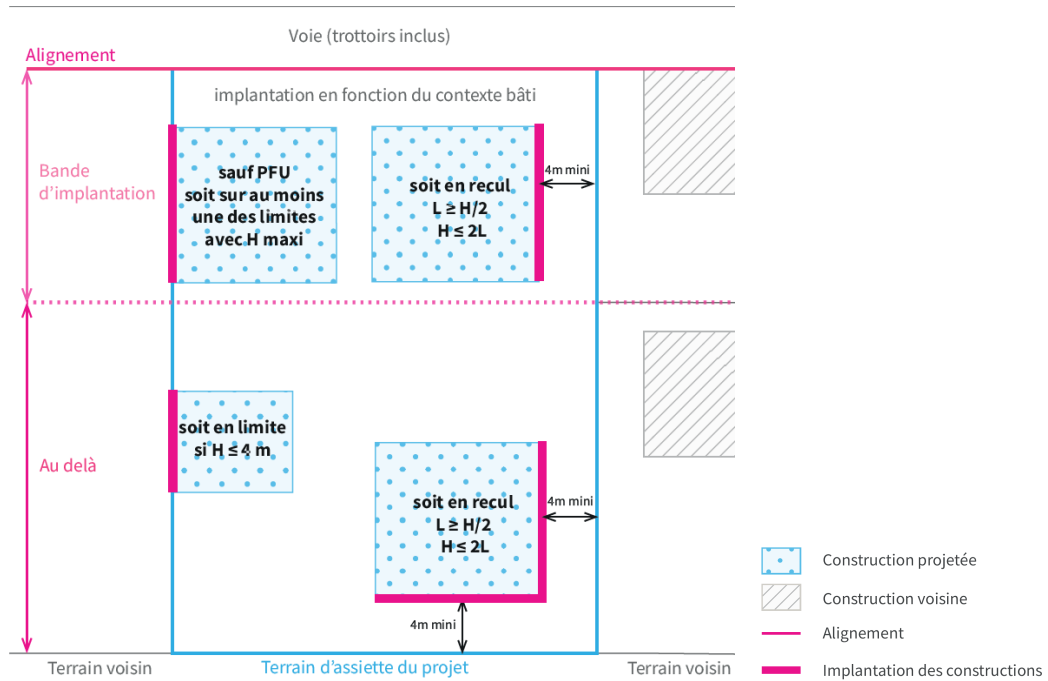 Voie (trottoirs inclus)
Alignement
implantation en fonction du contexte bâti
Bande
d'implantation
sauf PFU
soit sur au moins
une des limites
avec H maxi
soit en recul
L ≥ H/2
H ≤ 2L
4m mini
Au delà
soit en limite
si H ≤ 4 m
soit en recul
L ≥ H/2
H ≤ 2L
4m mini
4m mini
Terrain voisin
Terrain d'assiette du projet
Terrain voisin
Construction projetée
Construction voisine
Alignement
Implantation des constructions